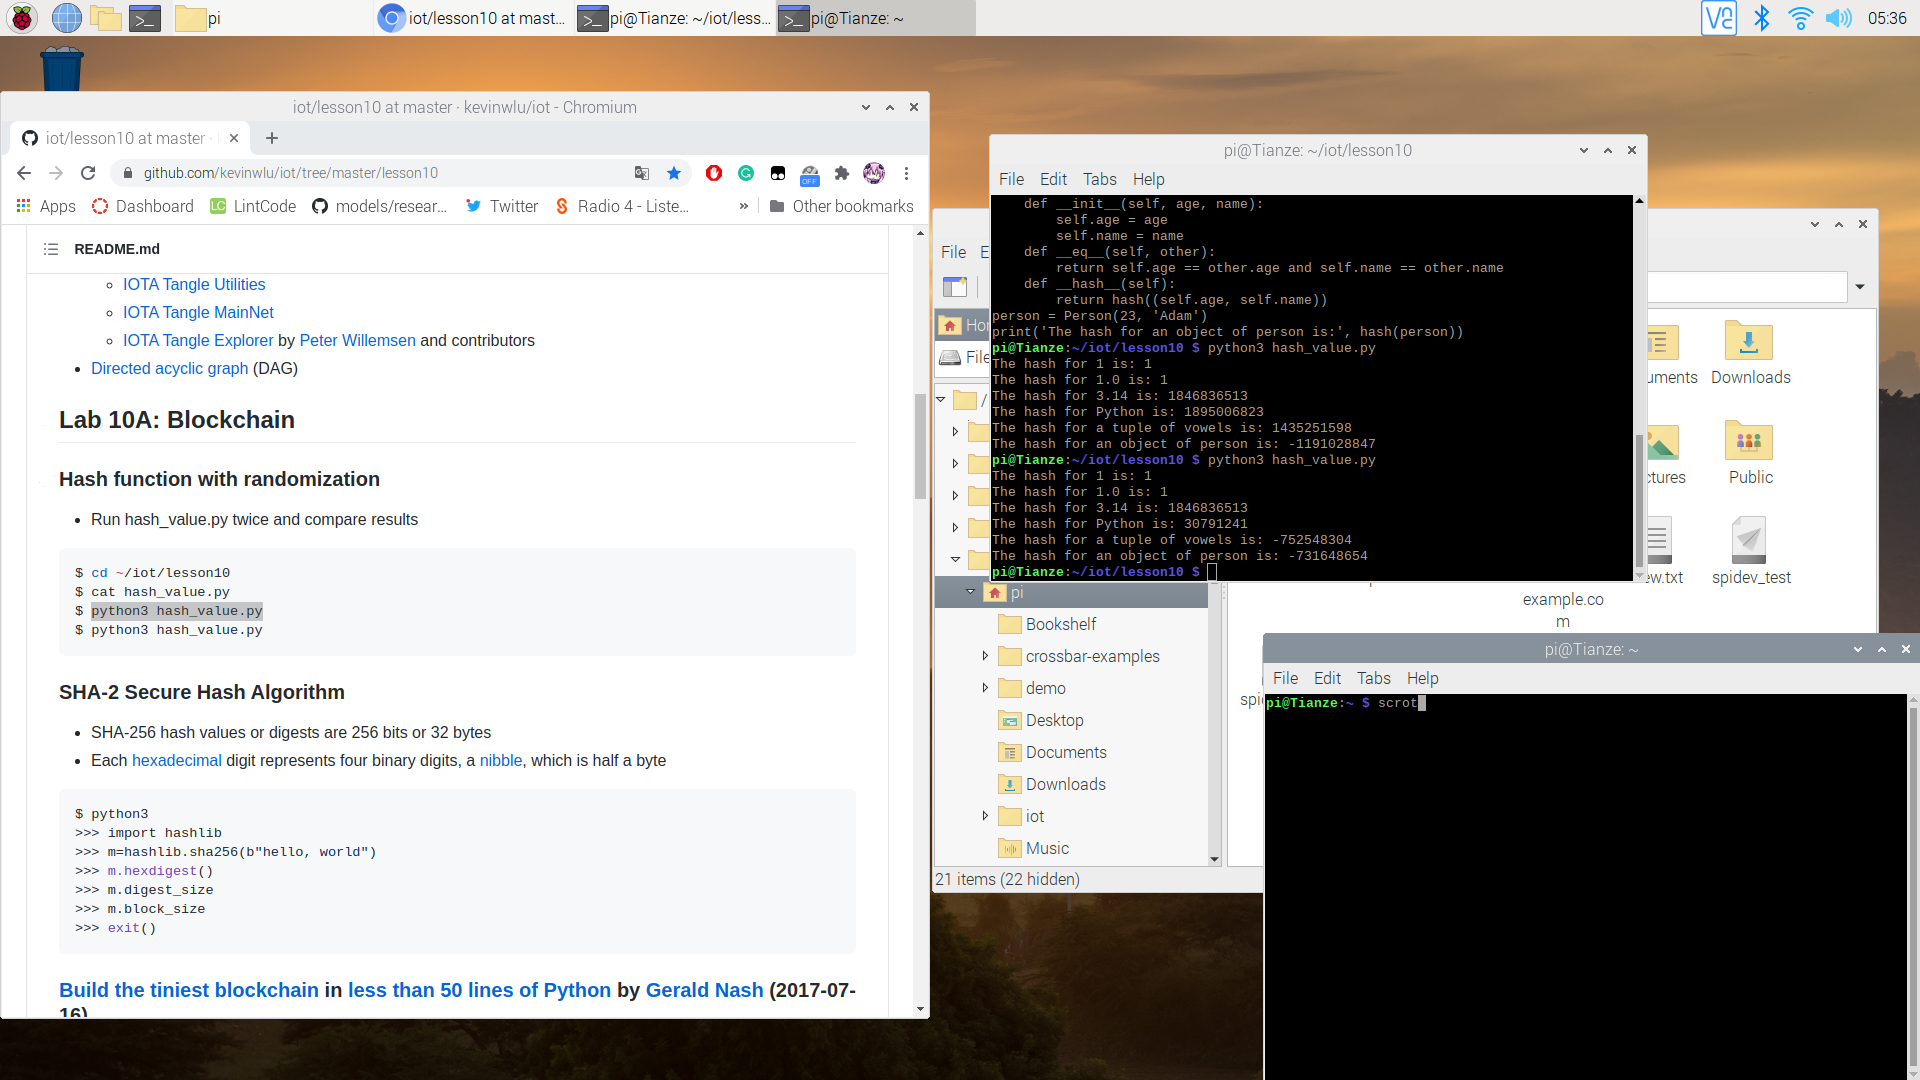 pi
iot/lesson10 at mast...
pi@Tianze: ~/iot/less...
pi@Tianze: ~
05:36
iot/lesson10 at master · kevinwlu/iot - Chromium
iot/lesson10 at master ·
github.com/kevinwlu/iot/tree/master/lesson10
OFF
Apps
Dashboard
LC LintCode
models/resear...
Twitter
Radio 4 - Liste...
»
Other bookmarks
README.md
IOTA Tangle Utilities
IOTA Tangle MainNet
IOTA Tangle Explorer by Peter Willemsen and contributors
Directed acyclic graph (DAG)
Lab 10A: Blockchain
Hash function with randomization
Run hash_value.py twice and compare results
$ cd ~/iot/lesson10
$ cat hash_value.py
$ python3 hash_value.py
$ python3 hash_value.py
SHA-2 Secure Hash Algorithm
SHA-256 hash values or digests are 256 bits or 32 bytes
Each hexadecimal digit represents four binary digits, a nibble, which is half a byte
$ python3
>>> import hashlib
>>> m=hashlib.sha256(b"hello, world")
>>> m.hexdigest()
>>> m.digest_size
>>> m.block_size
>>> exit()
Build the tiniest blockchain in less than 50 lines of Python by Gerald Nash (2017-07-
16)
pi@Tianze: ~/iot/lesson10
File Edit Tabs Help
def __init__(self, age, name):
self.age = age
self.name = name
def __eq__(self, other):
return self.age == other.age and self.name == other.name
def __hash__(self):
return hash((self.age, self.name))
person = Person(23, 'Adam')
print('The hash for an object of person is:', hash(person))
pi@Tianze:~/iot/lesson10 $ python3 hash_value.py
The hash for 1 is: 1
The hash for 1.0 is: 1
The hash for 3.14 is: 1846836513
The hash for Python is: 1895006823
The hash for a tuple of vowels is: 1435251598
The hash for an object of person is: -1191028847
pi@Tianze:~/iot/lesson10 $ python3 hash_value.py
The hash for 1 is: 1
The hash for 1.0 is: 1
The hash for 3.14 is: 1846836513
The hash for Python is: 30791241
The hash for a tuple of vowels is: -752548304
The hash for an object of person is: -731648654
pi@Tianze:~/iot/lesson10 $
File E
Ho
File
/
pi
Bookshelf
crossbar-examples
demo
Desktop
Documents
Downloads
iot
Music
21 items (22 hidden)
uments
Downloads
tures
Public
ew.txt
spidev_test
example.co
m
spi
pi@Tianze: ~
File Edit Tabs Help
pi@Tianze:~ $ scrot